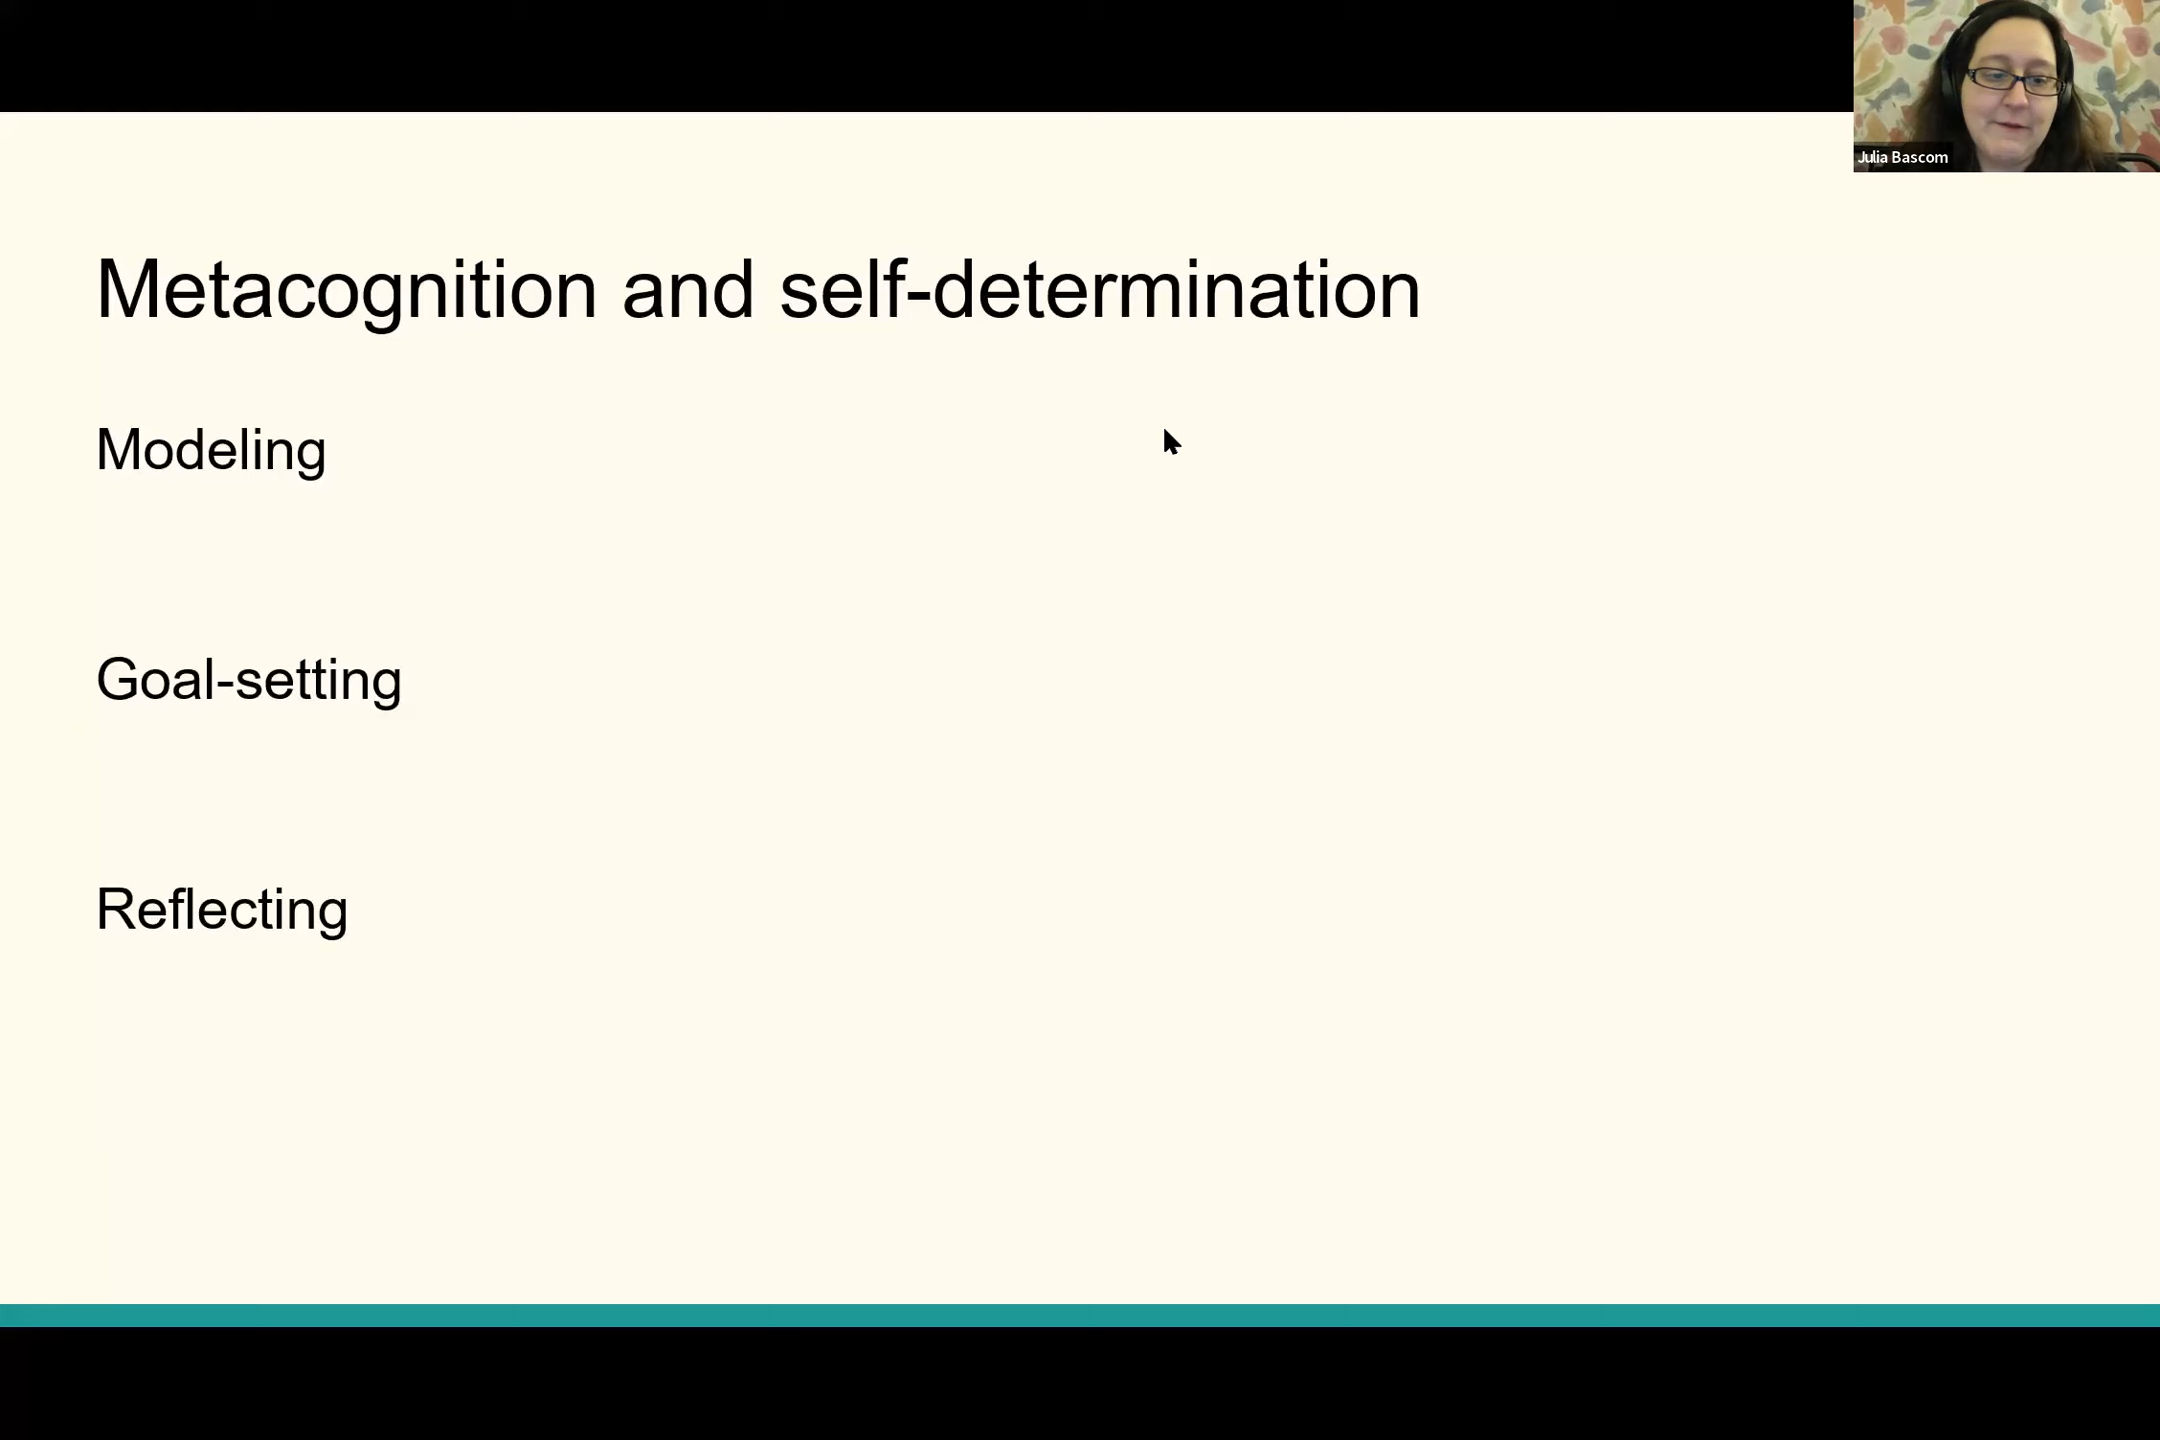 Julia Bascom
Metacognition and self-determination
Modeling
Goal-setting
Reflecting